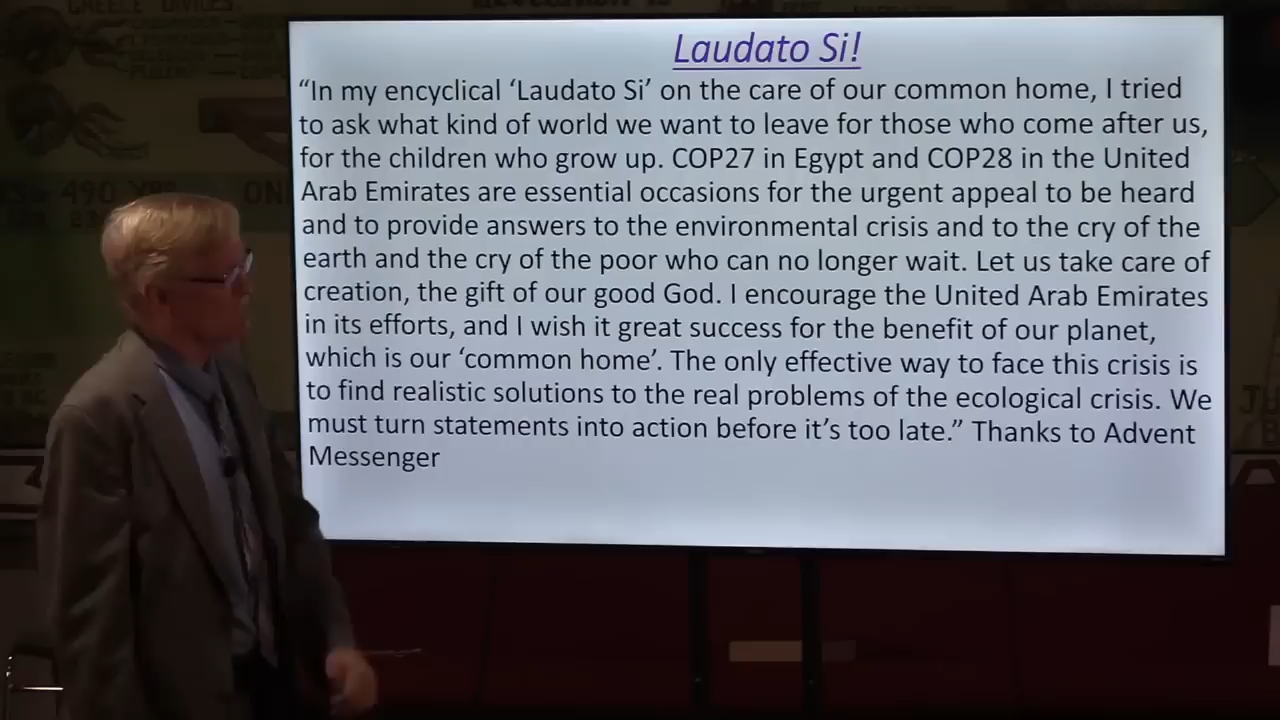 Laudato Si!
“In my encyclical ‘Laudato Si’ on the care of our common home, I tried
to ask what kind of world we want to leave for those who come after us,
for the children who grow up. COP27 in Egypt and COP28 in the United
Arab Emirates are essential occasions for the urgent appeal to be heard
and to provide answers to the environmental crisis and to the cry of the
earth and the cry of the poor who can no longer wait. Let us take care of
creation, the gift of our good God. I encourage the United Arab Emirates
in its efforts, and I wish it great success for the benefit of our planet,
which is our ‘common home’. The only effective way to face this crisis is
to find realistic solutions to the real problems of the ecological crisis. We
must turn statements into action before it’s too late.” Thanks to Advent
Messenger
GREECE DIVIDES
490 YRS